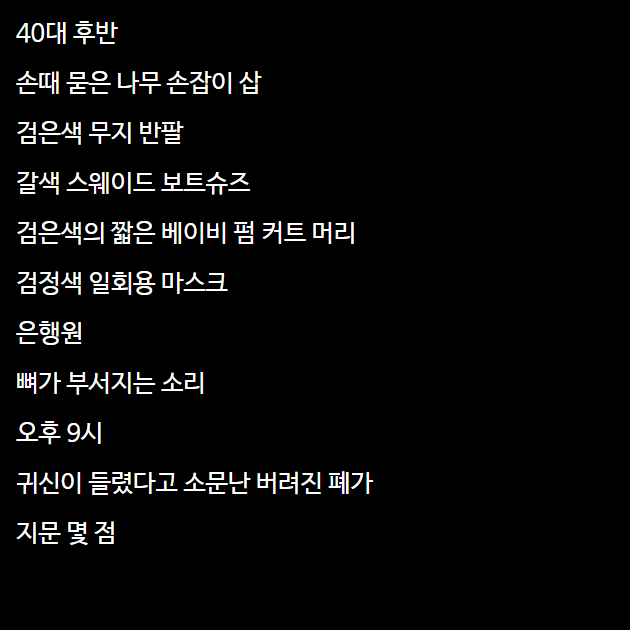 40대 후반
손때 묻은 나무 손잡이 삽
검은색 무지 반팔
갈색 스웨이드 보트슈즈
검은색의 짧은 베이비 펌 커트 머리
검정색 일회용 마스크
은행원
뼈가 부서지는 소리
오후 9시
귀신이 들렸다고 소문난 버려진 폐가
지문 몇 점